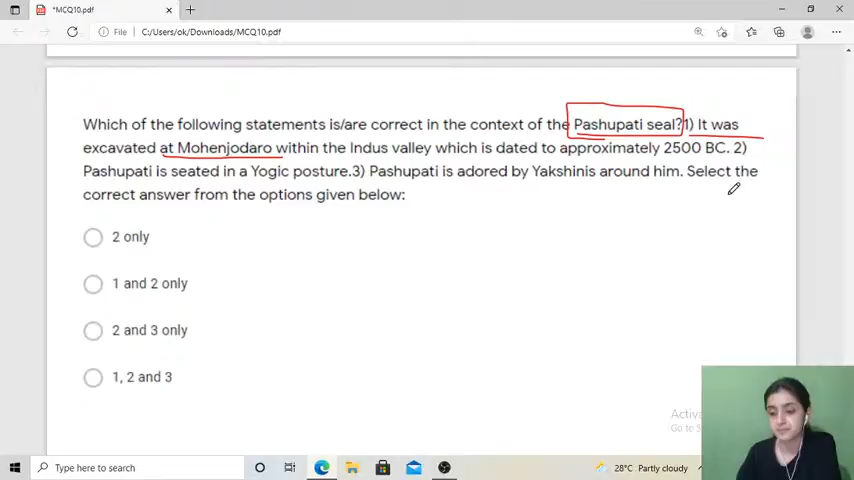 *MCQ10.pdf
File
C:/Users/ok/Downloads/MCQ10.pdf
Which of the following statements is/are correct in the context of the Pashupati seal?1) It was
excavated at Mohenjodaro within the Indus valley which is dated to approximately 2500 BC. 2)
Pashupati is seated in a Yogic posture.3) Pashupati is adored by Yakshinis around him. Select the
correct answer from the options given below:
2 only
1 and 2 only
2 and 3 only
1, 2 and 3
Activa
Go to S
Type here to search
28°C Partly cloudy